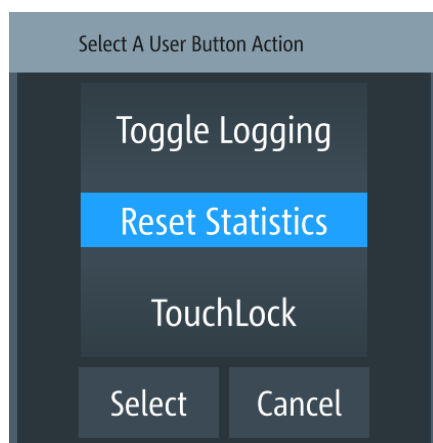 Select A User Button Action
Toggle Logging
Reset Statistics
TouchLock
Select Cancel